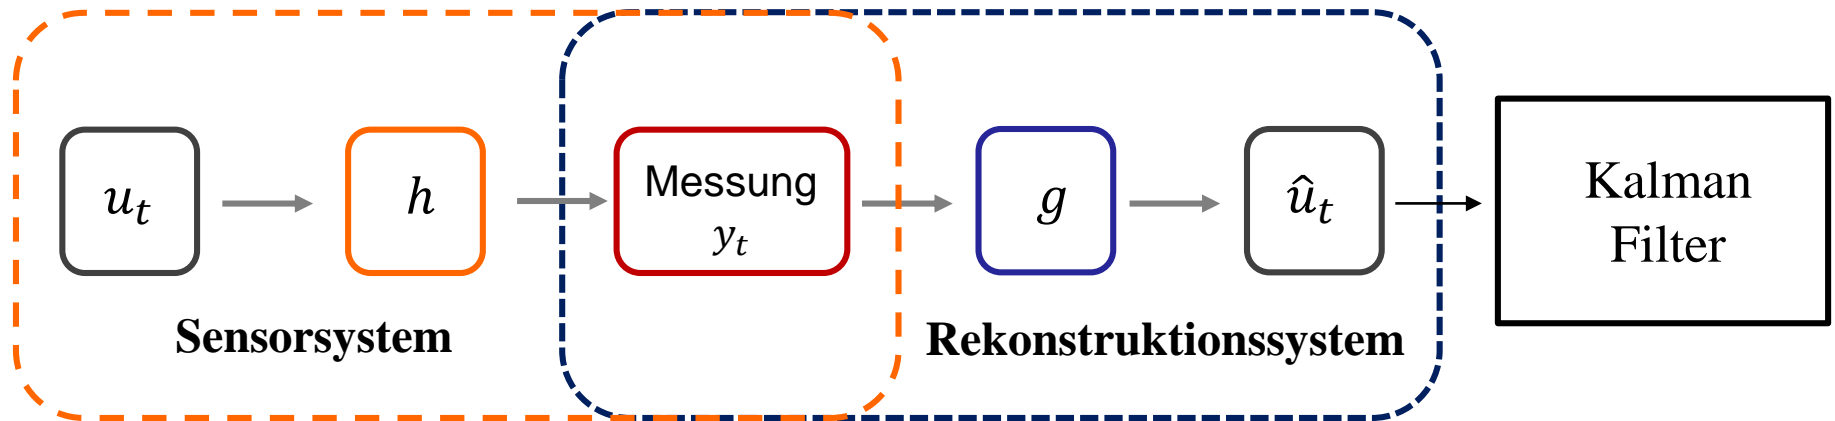 u_t
h
Messung
y_t
g
û_t
Kalman
Filter
Sensorsystem
Rekonstruktionssystem